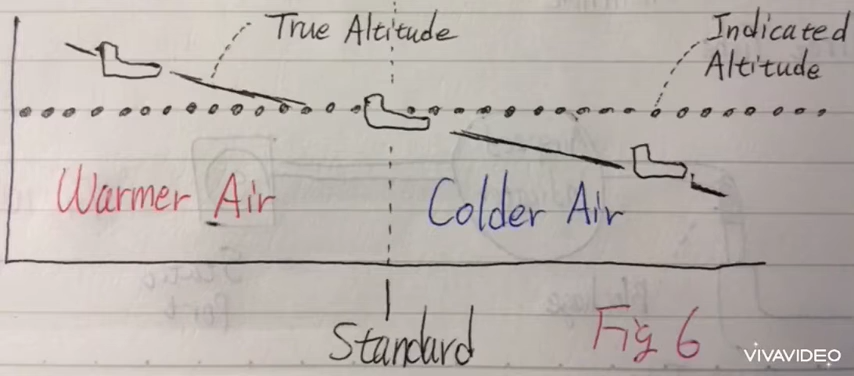 True Altitude
Indicated
Altitude
Warmer Air
Colder Air
Standard
Fig 6
VIVAVIDEO